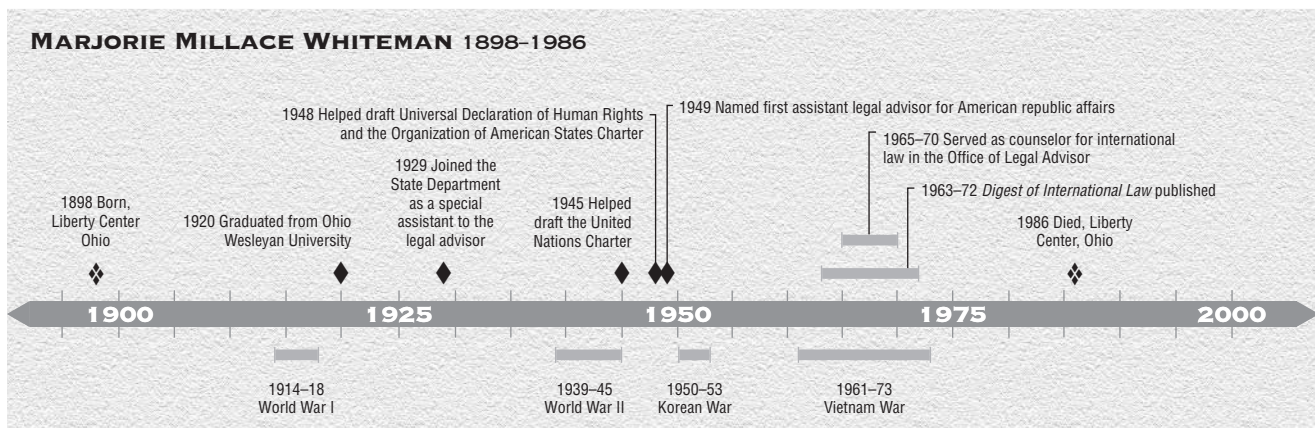 MARJORIE MILLACE WHITEMAN 1898–1986
1948 Helped draft Universal Declaration of Human Rights
and the Organization of American States Charter
1949 Named first assistant legal advisor for American republic affairs
1965–70 Served as counselor for international
law in the Office of Legal Advisor
1929 Joined the
State Department
as a special
assistant to the
legal advisor
1963–72 Digest of International Law published
1898 Born,
Liberty Center
Ohio
1920 Graduated from Ohio
Wesleyan University
1945 Helped
draft the United
Nations Charter
1986 Died, Liberty
Center, Ohio
1900 1925 1950 1975 2000
1914–18
World War I
1939–45
World War II
1950–53
Korean War
1961–73
Vietnam War